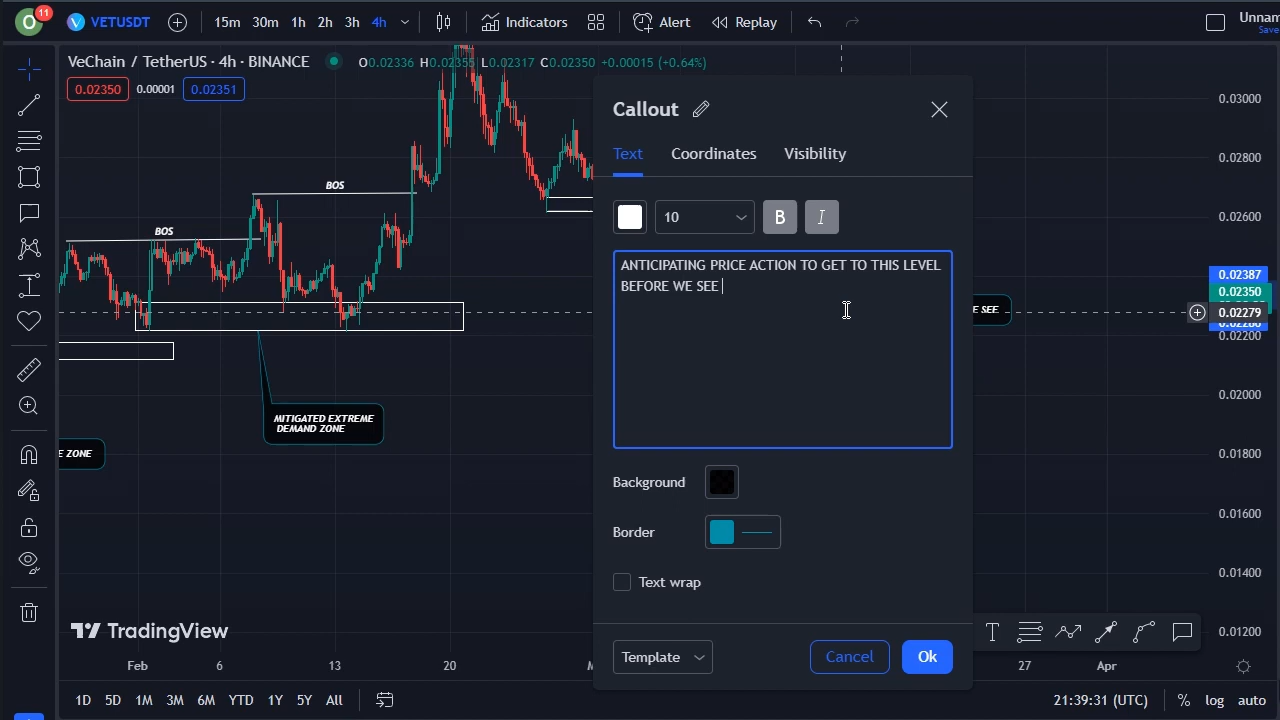 O
11
VETUSDT
15m
30m
1h
2h
3h
4h
Indicators
Alert
Replay
Unnam
Save
VeChain / TetherUS · 4h · BINANCE
O0.02336 H0.02355 L0.02317 C0.02350 +0.00015 (+0.64%)
0.02350
0.00001
0.02351
Callout
Text
Coordinates
Visibility
10
B
I
ANTICIPATING PRICE ACTION TO GET TO THIS LEVEL
BEFORE WE SEE
Background
Border
Text wrap
Template
Cancel
Ok
BOS
BOS
MITIGATED EXTREME
DEMAND ZONE
E ZONE
E SEE
0.03000
0.02800
0.02600
0.02387
0.02350
0.02279
0.02200
0.02000
0.01800
0.01600
0.01400
0.01200
TradingView
T
Feb
6
13
20
M
27
Apr
1D
5D
1M
3M
6M
YTD
1Y
5Y
All
21:39:31 (UTC)
%
log
auto